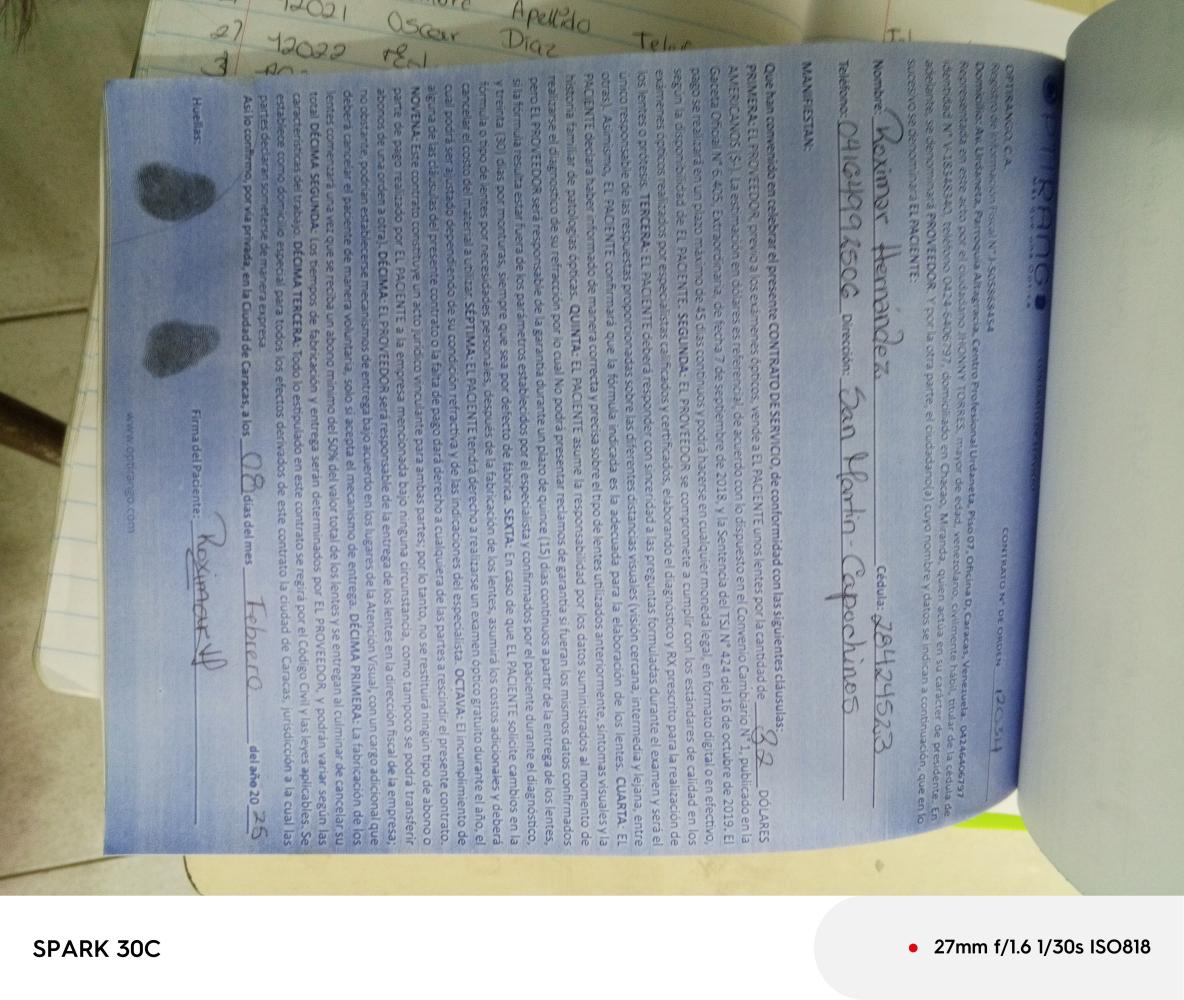 12021 Oscar Apellido
27 12022 Díaz Telef
OPTIRANGO
CONTRATO N° DE ORDEN 12034
OPTIRANGO C.A.
Registro de Información Fiscal N° J-505988454
Domicilio: Av. Urdaneta, Parroquia Altagracia, Centro Profesional Urdaneta, Piso 07, Oficina D, Caracas, Venezuela. 04246406797
Representada en este acto por el ciudadano JHONNY TORRES, mayor de edad, venezolano, civilmente hábil, titular de la cédula de
identidad N° V-18348340, teléfono 0424-6406797, domiciliado en Chacao, Miranda, quien actúa en su carácter de presidente. En
adelante, se denominará PROVEEDOR Y por la otra parte, el ciudadano(a) cuyo nombre y datos se indican a continuación, que en lo
sucesivo se denominará EL PACIENTE:
Nombre: Roximar Hernández. Cédula: 284249523
Teléfono: 04164992506 Dirección: San Martin Capochinos
MANIFIESTAN:
Que han convenido en celebrar el presente CONTRATO DE SERVICIO, de conformidad con las siguientes cláusulas:
PRIMERA: EL PROVEEDOR, previo a los exámenes ópticos, vende a EL PACIENTE unos lentes por la cantidad de 32 DÓLARES
AMERICANOS ($). La estimación en dólares es referencial de acuerdo con lo dispuesto en el Convenio Cambiario N° 1, publicado en la
Gaceta Oficial N° 6.405, Extraordinaria, de fecha 7 de septiembre de 2018, y la Sentencia del TSJ N° 424 del 16 de octubre de 2019. El
pago se realizará en un plazo máximo de 45 días continuos y podrá hacerse en cualquier moneda legal, en formato digital o en efectivo,
según la disponibilidad de EL PACIENTE. SEGUNDA: EL PROVEEDOR se compromete a cumplir con los estándares de calidad en los
exámenes ópticos realizados por especialistas calificados y certificados, elaborando el diagnóstico y RX prescrito para la realización de
los lentes o prótesis. TERCERA: EL PACIENTE deberá responder con sinceridad a las preguntas formuladas durante el examen y será el
único responsable de las respuestas proporcionadas sobre las diferentes distancias visuales (visión cercana, intermedia y lejana, entre
otras). Asimismo, EL PACIENTE confirmará que la fórmula indicada es la adecuada para la elaboración de los lentes. CUARTA: EL
PACIENTE declara haber informado de manera correcta y precisa sobre el tipo de lentes utilizados anteriormente, síntomas visuales y la
historia familiar de patologías ópticas. QUINTA: EL PACIENTE asume la responsabilidad por los datos suministrados al momento de
realizarse el diagnóstico de su refracción por lo cual No podrá presentar reclamos de garantía si fueran los mismos datos confirmados
pero EL PROVEEDOR será responsable de la garantía durante un plazo de quince (15) días continuos a partir de la entrega de los lentes,
si la fórmula resulta estar fuera de los parámetros establecidos por el especialista y confirmados por el paciente durante el diagnóstico,
y treinta (30) días por monturas, siempre que sea por defecto de fábrica. SEXTA: En caso de que EL PACIENTE solicite cambios en la
fórmula o tipo de lentes por necesidades personales, después de la fabricación de los lentes, asumirá los costos adicionales y deberá
cancelar el costo del material a utilizar. SÉPTIMA: EL PACIENTE tendrá derecho a realizarse un examen óptico gratuito durante el año, el
cual podrá ser ajustado dependiendo de su condición refractiva y de las indicaciones del especialista. OCTAVA: El incumplimiento de
alguna de las cláusulas del presente contrato o la falta de pago dará derecho a cualquiera de las partes a rescindir el presente contrato.
NOVENA: Este contrato constituye un acto jurídico vinculante para ambas partes; por lo tanto, no se restituirá ningún tipo de abono o
parte de pago realizado por EL PACIENTE a la empresa mencionada bajo ninguna circunstancia, como tampoco se podrá transferir
abonos de una orden a otra. DÉCIMA: EL PROVEEDOR será responsable de la entrega de los lentes en la dirección fiscal de la empresa;
no obstante, podrán establecerse mecanismos de entrega bajo acuerdo en los lugares de la Atención Visual, con un cargo adicional que
deberá cancelar el paciente de manera voluntaria, solo si acepta el mecanismo de entrega. DÉCIMA PRIMERA: La fabricación de los
lentes comenzará una vez que se reciba un abono mínimo del 50% del valor total de los lentes y se entregan al culminar de cancelar su
total DÉCIMA SEGUNDA: Los tiempos de fabricación y entrega serán determinados por EL PROVEEDOR, y podrán variar según las
características del trabajo. DÉCIMA TERCERA: Todo lo estipulado en este contrato se regirá por el Código Civil y las leyes aplicables. Se
establece como domicilio especial para todos los efectos derivados de este contrato la ciudad de Caracas, jurisdicción a la cual las
partes declaran someterse de manera expresa.
Así lo confirmo, por vía privada, en la Ciudad de Caracas, a los 08 días del mes Febrero del año 20 25
Huellas: Firma del Paciente: Roximar H
www.optirango.com
SPARK 30C
27mm f/1.6 1/30s ISO818